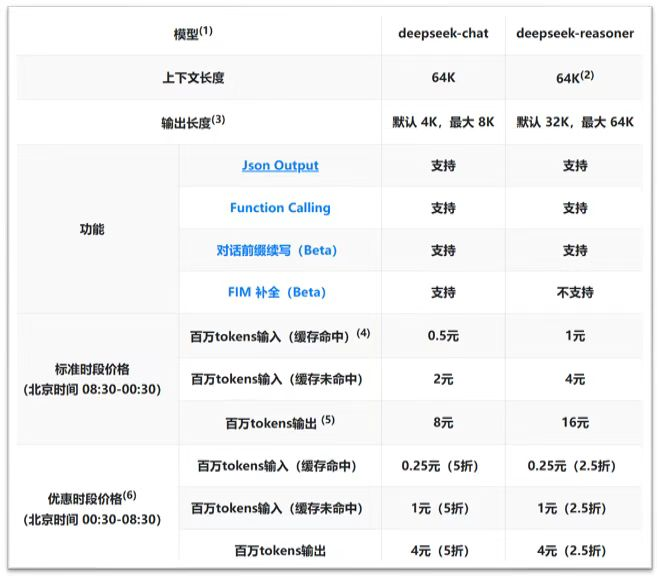 模型(1) deepseek-chat deepseek-reasoner
上下文长度 64K 64K(2)
输出长度(3) 默认 4K，最大 8K 默认 32K，最大 64K
功能 Json Output 支持 支持
Function Calling 支持 支持
对话前缀续写（Beta） 支持 支持
FIM 补全（Beta） 支持 不支持
标准时段价格
(北京时间 08:30-00:30)
百万tokens输入（缓存命中）(4) 0.5元 1元
百万tokens输入（缓存未命中） 2元 4元
百万tokens输出 (5) 8元 16元
优惠时段价格(6)
(北京时间 00:30-08:30)
百万tokens输入（缓存命中） 0.25元（5折） 0.25元（2.5折）
百万tokens输入（缓存未命中） 1元（5折） 1元（2.5折）
百万tokens输出 4元（5折） 4元（2.5折）